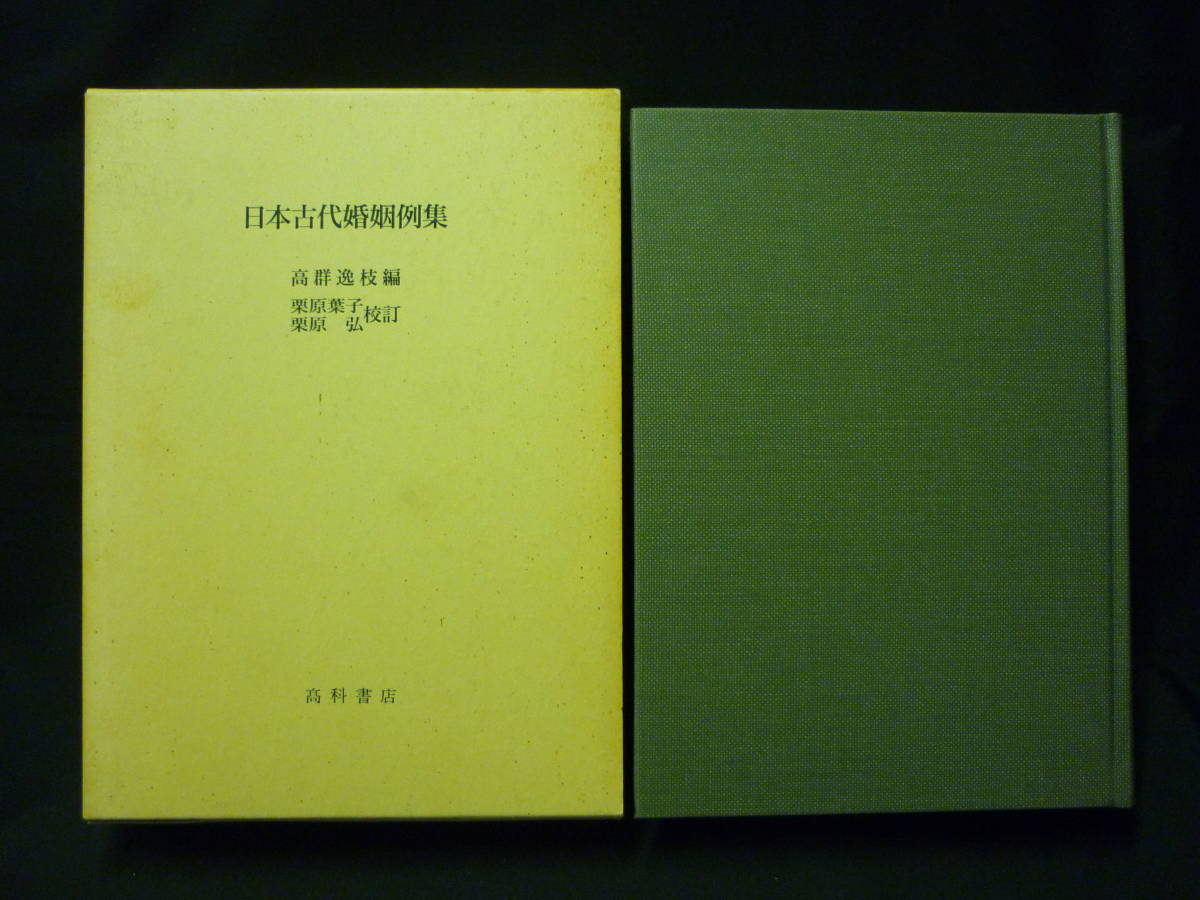 日本古代婚姻例集
高群逸枝編
栗原葉子
栗原 弘
校訂
高科書店